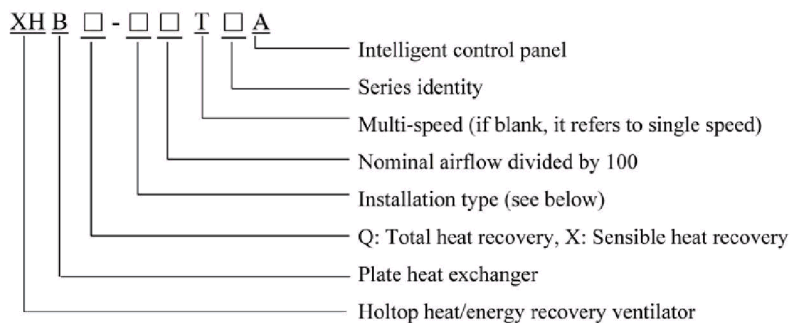 XH B □ - □ □ T □ A
Intelligent control panel
Series identity
Multi-speed (if blank, it refers to single speed)
Nominal airflow divided by 100
Installation type (see below)
Q: Total heat recovery, X: Sensible heat recovery
Plate heat exchanger
Holtop heat/energy recovery ventilator